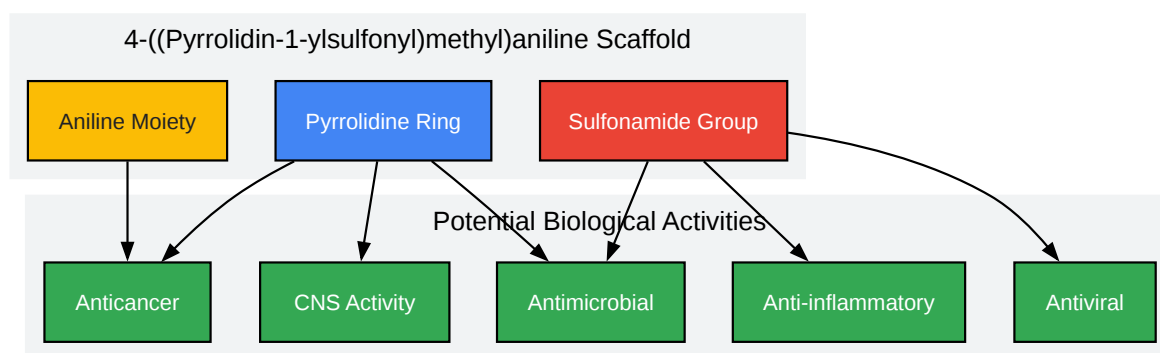 4-((Pyrrolidin-1-ylsulfonyl)methyl)aniline Scaffold
Aniline Moiety
Pyrrolidine Ring
Sulfonamide Group
Potential Biological Activities
Anticancer
CNS Activity
Antimicrobial
Anti-inflammatory
Antiviral